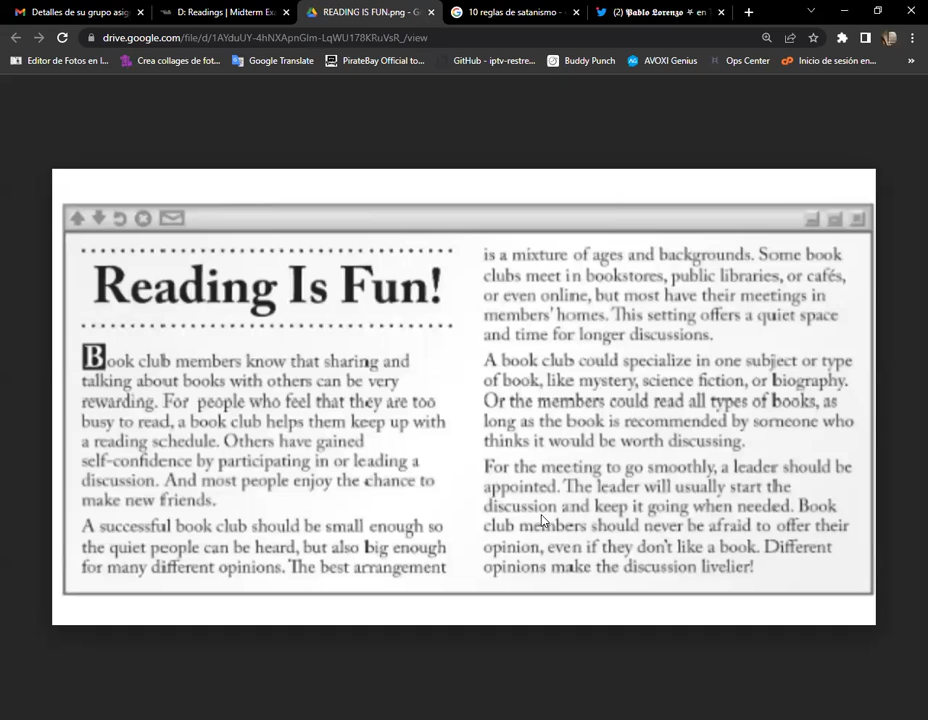 Detalles de su grupo asig
D: Readings | Midterm Ex
READING IS FUN.png - G
10 reglas de satanismo -
(2) 𝕻𝖆𝖇𝖑𝖔 𝕷𝖔𝖗𝖊𝖓𝖟𝖔 ⛧ en
drive.google.com/file/d/1AYduUY-4hNXApnGlm-LqWU178KRuVsR_/view
Editor de Fotos en l...
Crea collages de fot...
Google Translate
PirateBay Official to...
GitHub - iptv-restre...
Buddy Punch
AVOXI Genius
Ops Center
Inicio de sesión en...
»
Reading Is Fun!
Book club members know that sharing and
talking about books with others can be very
rewarding. For people who feel that they are too
busy to read, a book club helps them keep up with
a reading schedule. Others have gained
self-confidence by participating in or leading a
discussion. And most people enjoy the chance to
make new friends.
A successful book club should be small enough so
the quiet people can be heard, but also big enough
for many different opinions. The best arrangement
is a mixture of ages and backgrounds. Some book
clubs meet in bookstores, public libraries, or cafés,
or even online, but most have their meetings in
members' homes. This setting offers a quiet space
and time for longer discussions.
A book club could specialize in one subject or type
of book, like mystery, science fiction, or biography.
Or the members could read all types of books, as
long as the book is recommended by someone who
thinks it would be worth discussing.
For the meeting to go smoothly, a leader should be
appointed. The leader will usually start the
discussion and keep it going when needed. Book
club members should never be afraid to offer their
opinion, even if they don't like a book. Different
opinions make the discussion livelier!